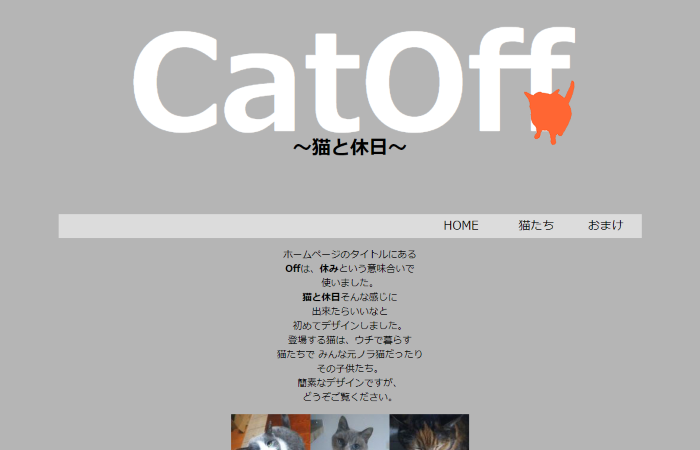 CatOff
～猫と休日～
HOME 猫たち おまけ
ホームページのタイトルにある
Offは、休みという意味合いで
使いました。
猫と休日そんな感じに
出来たらいいなと
初めてデザインしました。
登場する猫は、ウチで暮らす
猫たちで みんな元ノラ猫だったり
その子供たち。
簡素なデザインですが、
どうぞご覧ください。